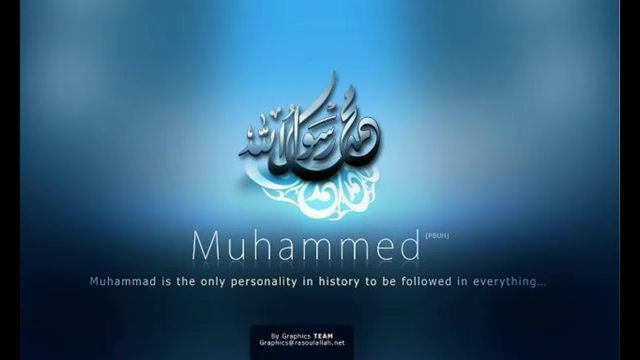 محمد رسول الله
Muhammed (PBUH)
Muhammad is the only personality in history to be followed in everything...
By Graphics TEAM
Graphics@rasoulallah.net